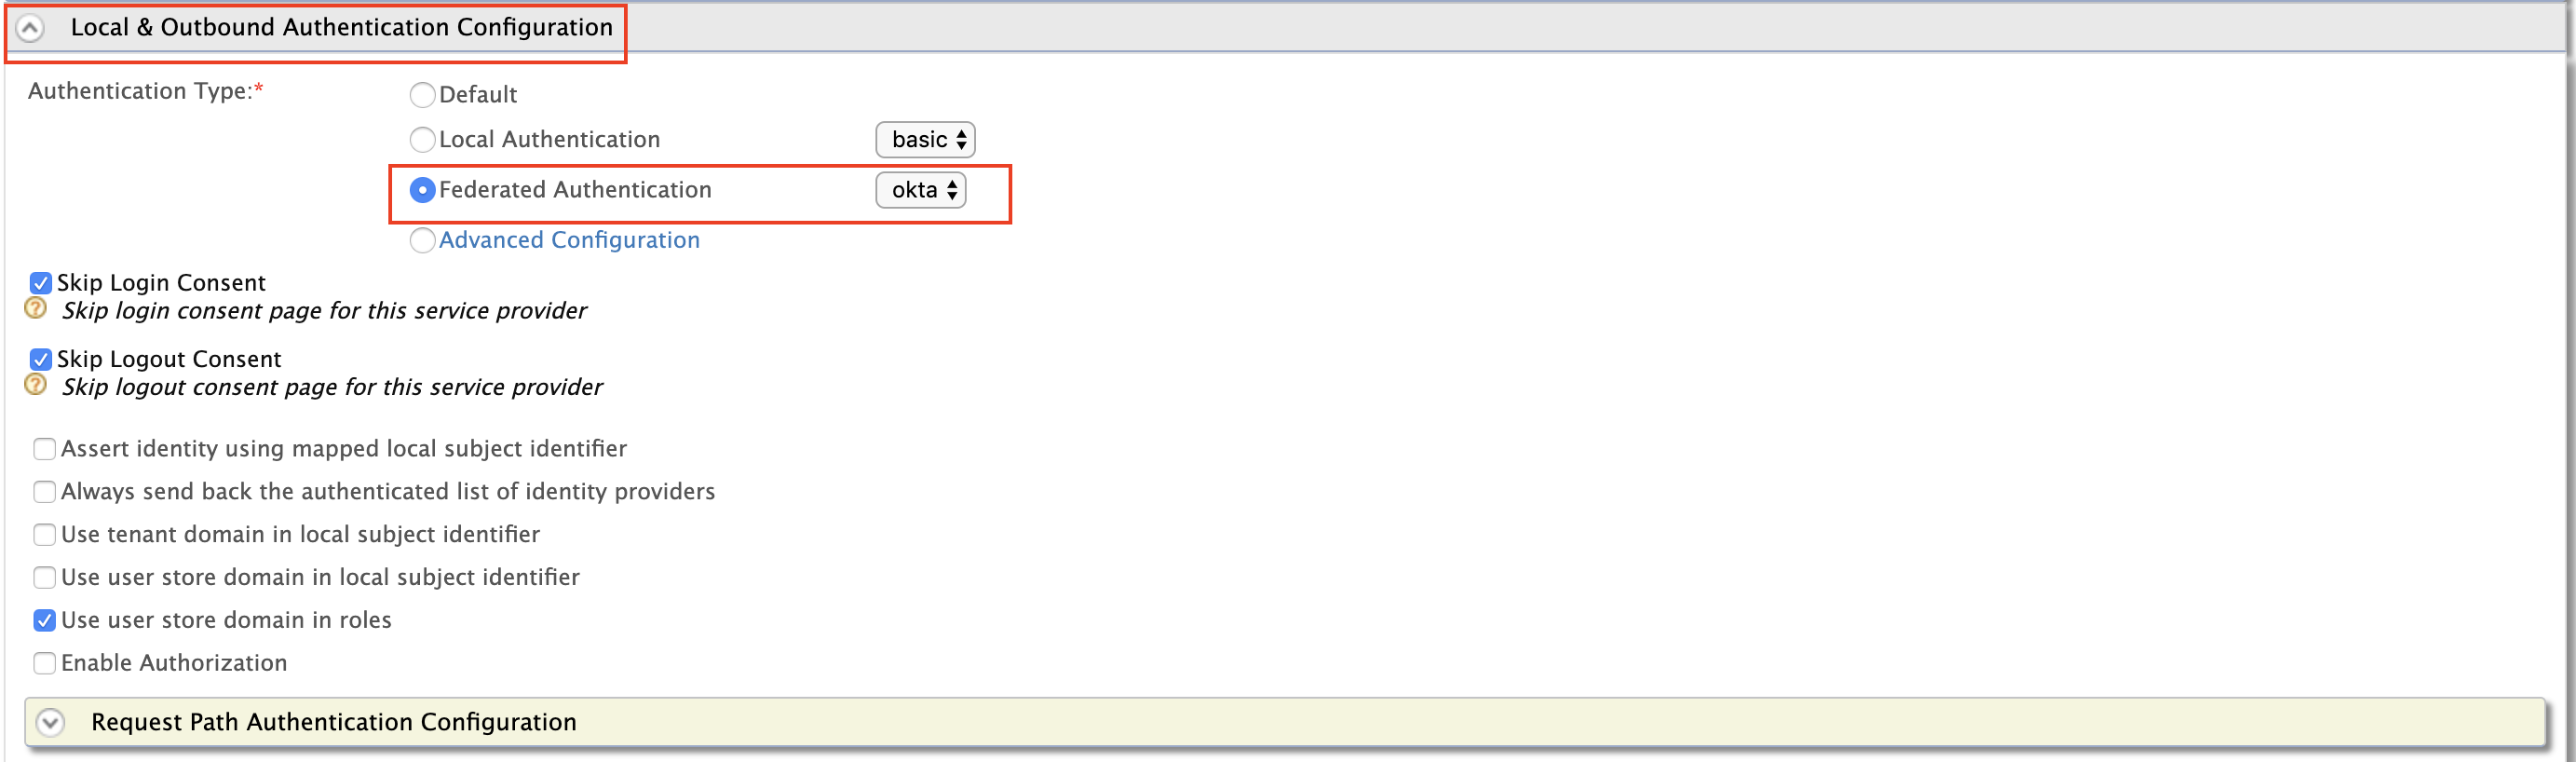 Local & Outbound Authentication Configuration
Authentication Type:*
Default
Local Authentication basic
Federated Authentication okta
Advanced Configuration
Skip Login Consent
? Skip login consent page for this service provider
Skip Logout Consent
? Skip logout consent page for this service provider
Assert identity using mapped local subject identifier
Always send back the authenticated list of identity providers
Use tenant domain in local subject identifier
Use user store domain in local subject identifier
Use user store domain in roles
Enable Authorization
Request Path Authentication Configuration